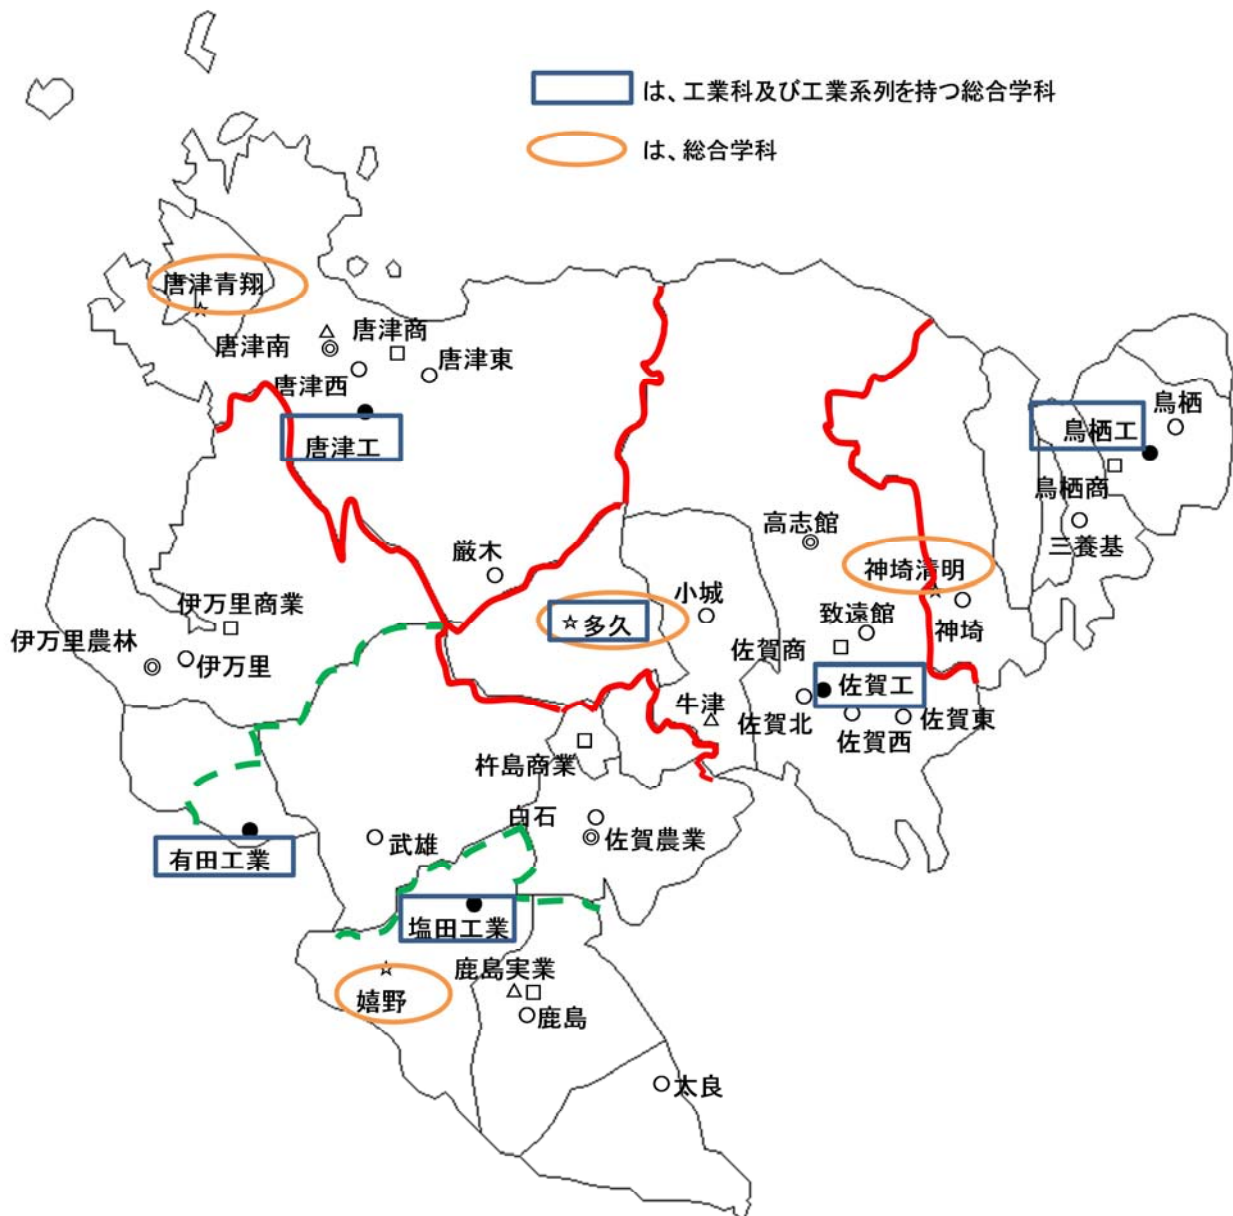 は、工業科及び工業系列を持つ総合学科
は、総合学科
唐津青翔
唐津南
唐津商
唐津東
唐津西
唐津工
鳥栖工
鳥栖
鳥栖商
三養基
高志館
神埼清明
厳木
小城
多久
致遠館
神埼
伊万里商業
伊万里農林
伊万里
佐賀商
佐賀工
佐賀北
佐賀西
佐賀東
牛津
杵島商業
白石
佐賀農業
武雄
有田工業
塩田工業
鹿島実業
嬉野
鹿島
太良